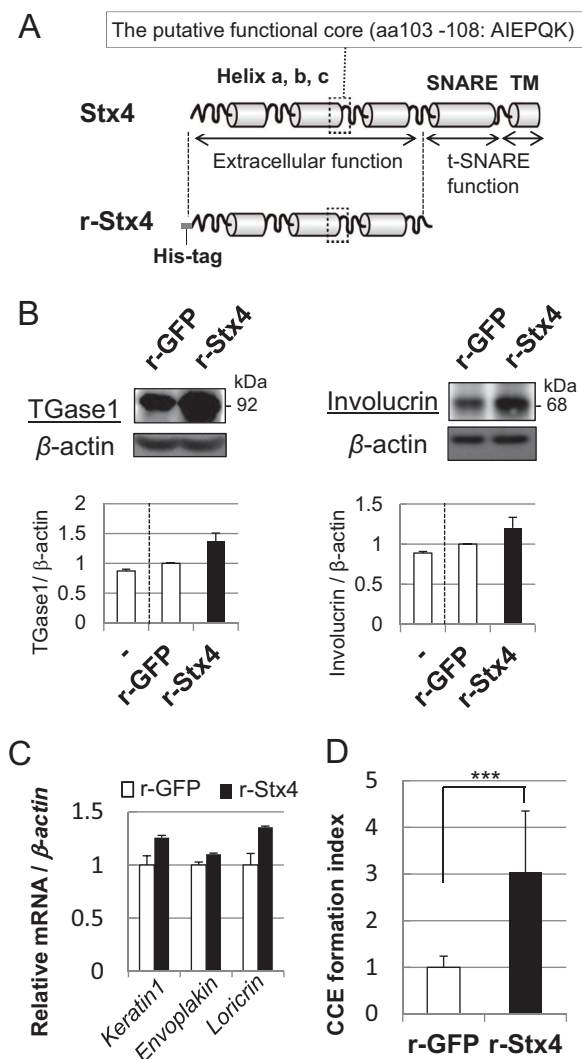 A
The putative functional core (aa103 -108: AIEPQK)
Helix a, b, c
SNARE TM
Stx4
Extracellular function
t-SNARE
function
r-Stx4
His-tag
B
r-GFP
r-Stx4
kDa
TGase1
- 92
β-actin
TGase1/ β-actin
2
1.5
1
0.5
0
-
r-GFP
r-Stx4
r-GFP
r-Stx4
kDa
Involucrin
- 68
β-actin
Involucrin / β-actin
1.5
1
0.5
0
-
r-GFP
r-Stx4
C
r-GFP
r-Stx4
Relative mRNA / β-actin
1.5
1
0.5
0
Keratin1
Envoplakin
Loricrin
D
***
CCE formation index
5
4
3
2
1
0
r-GFP r-Stx4